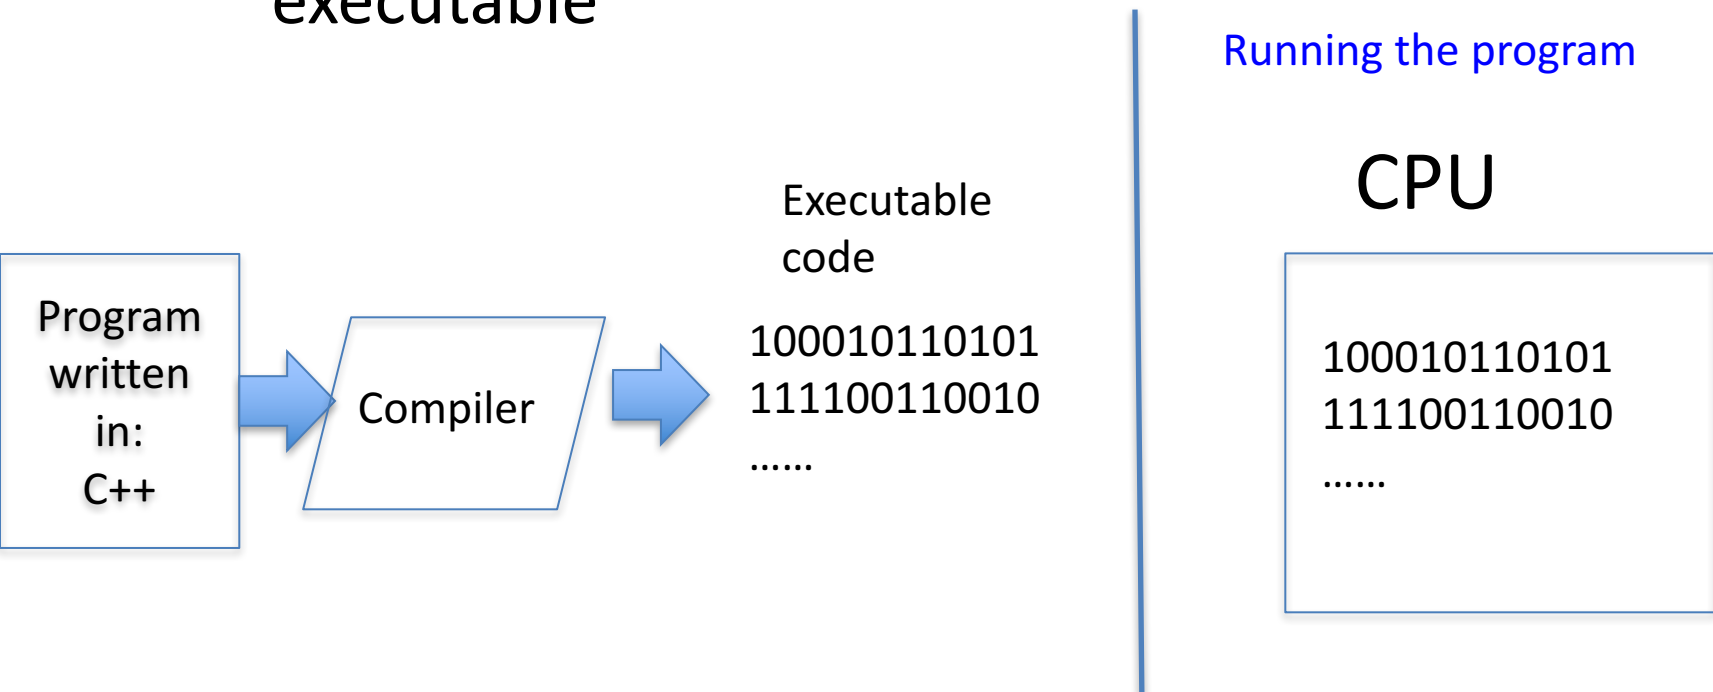 executable
Running the program
CPU
Executable
code
Program
written
in:
C++
Compiler
100010110101
111100110010
......
100010110101
111100110010
......